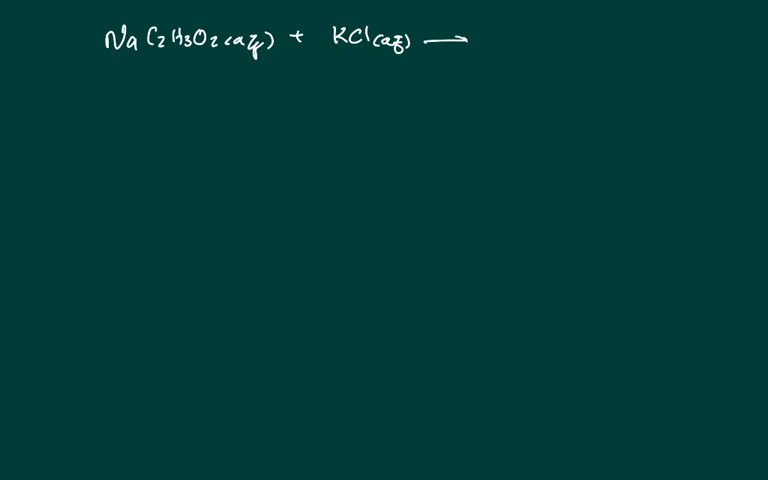 NaC₂H₃O₂(aq) + KCl(aq) →